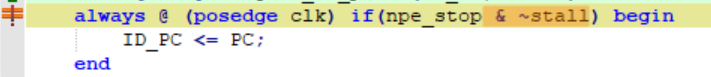 always @ (posedge clk) if(npe_stop & ~stall) begin
ID_PC <= PC;
end